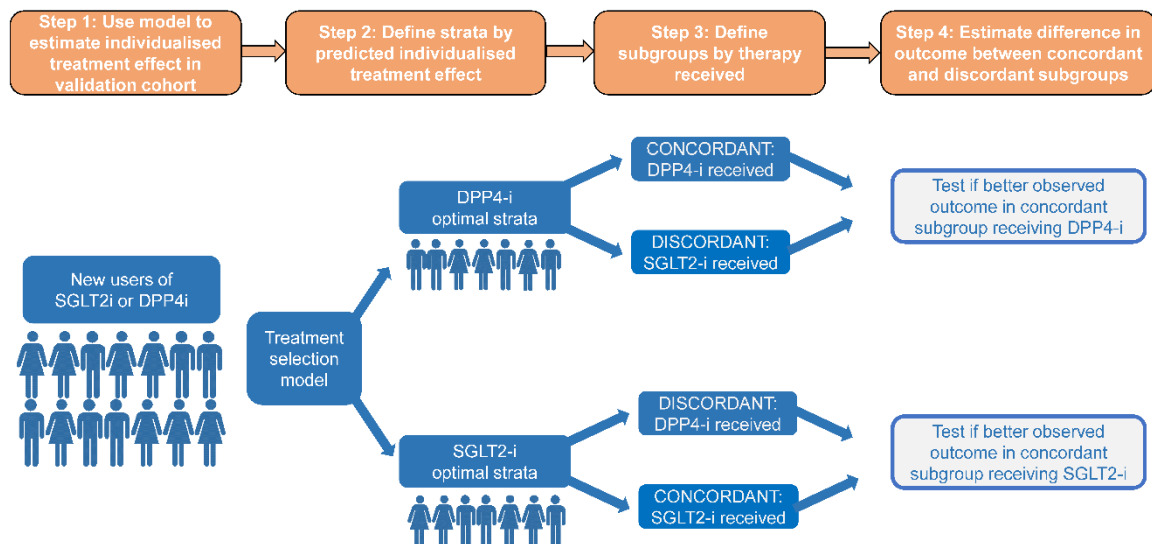 Step 1: Use model to
estimate individualised
treatment effect in
validation cohort
Step 2: Define strata by
predicted individualised
treatment effect
Step 3: Define
subgroups by therapy
received
Step 4: Estimate difference in
outcome between concordant
and discordant subgroups
New users of
SGLT2i or DPP4i
Treatment
selection
model
DPP4-i
optimal strata
CONCORDANT:
DPP4-i received
DISCORDANT:
SGLT2-i received
Test if better observed
outcome in concordant
subgroup receiving DPP4-i
SGLT2-i
optimal strata
DISCORDANT:
DPP4-i received
CONCORDANT:
SGLT2-i received
Test if better observed
outcome in concordant
subgroup receiving SGLT2-i